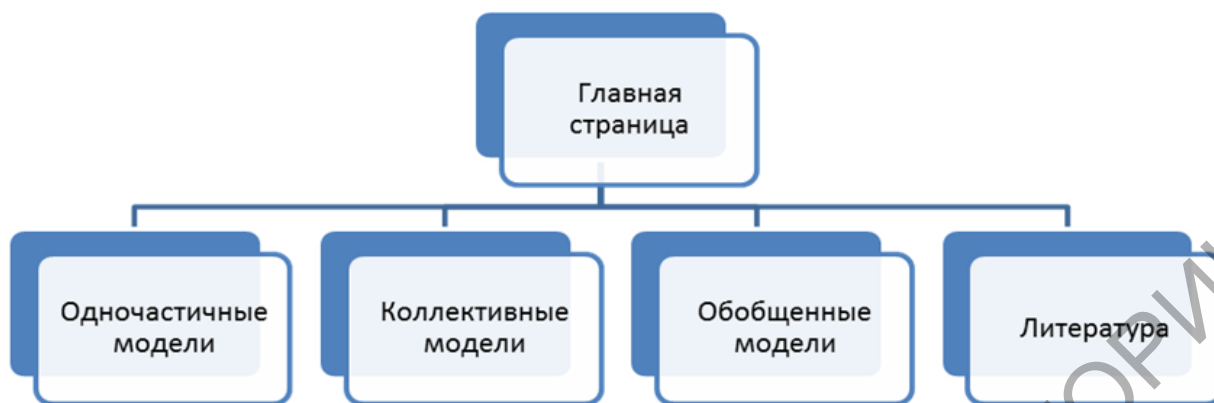 Главная
страница
Одночастичные
модели
Коллективные
модели
Обобщенные
модели
Литература